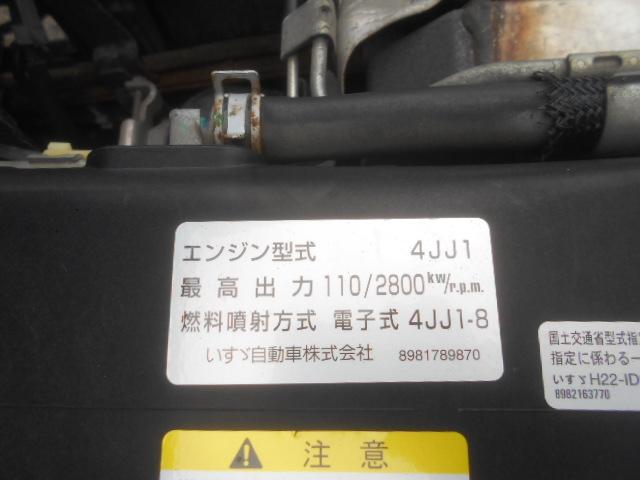 エンジン型式 4JJ1
最高出力 110/2800kW/r.p.m.
燃料噴射方式 電子式 4JJ1-8
いすゞ自動車株式会社 8981789870
国土交通省型式指
指定に係わる一
いすゞH22-ID
8982163770
注意